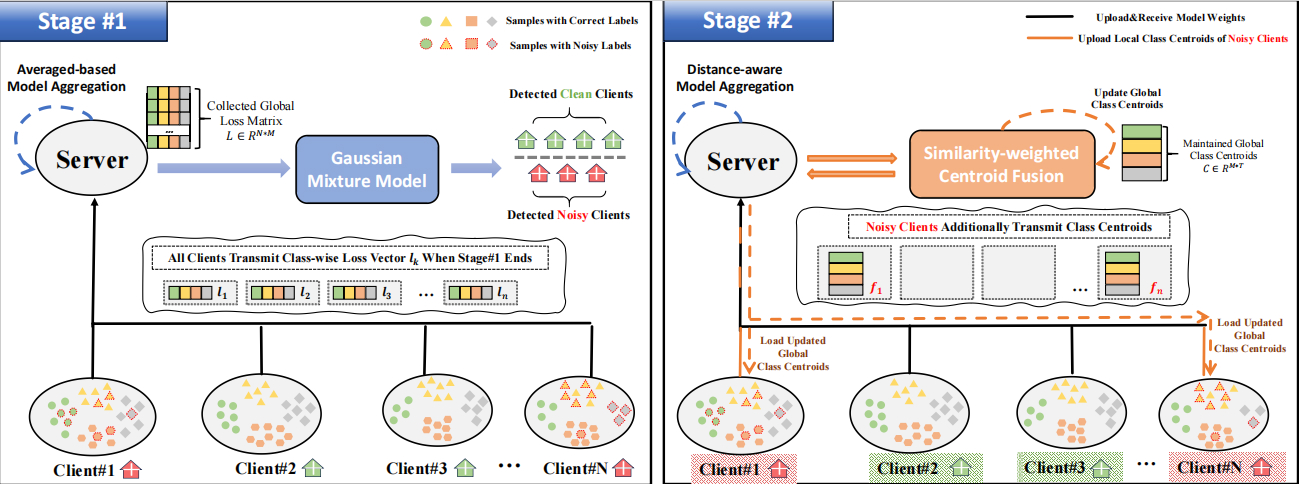 Stage #1
Samples with Correct Labels
Samples with Noisy Labels
Averaged-based
Model Aggregation
Server
...
Collected Global
Loss Matrix
L ∈ R^{N*M}
Gaussian
Mixture Model
Detected Clean Clients
Detected Noisy Clients
All Clients Transmit Class-wise Loss Vector l_k When Stage#1 Ends
l_1 l_2 l_3 ... l_n
Client#1 Client#2 Client#3 ... Client#N
Stage #2
Upload&Receive Model Weights
Upload Local Class Centroids of Noisy Clients
Distance-aware
Model Aggregation
Server
Similarity-weighted
Centroid Fusion
Update Global
Class Centroids
Maintained Global
Class Centroids
C ∈ R^{M*T}
Noisy Clients Additionally Transmit Class Centroids
f_1 ... f_n
Load Updated
Global
Class Centroids
Load Updated
Global
Class Centroids
Client#1 Client#2 Client#3 ... Client#N